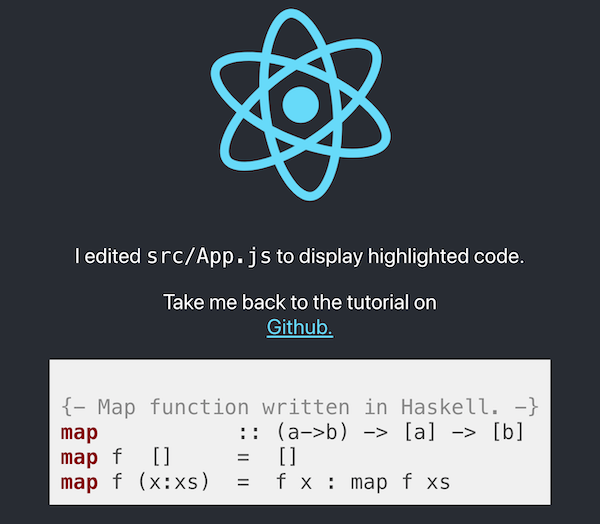 I edited src/App.js to display highlighted code.
Take me back to the tutorial on
Github.
{- Map function written in Haskell. -}
map           :: (a->b) -> [a] -> [b]
map f  []     =  []
map f (x:xs)  =  f x : map f xs